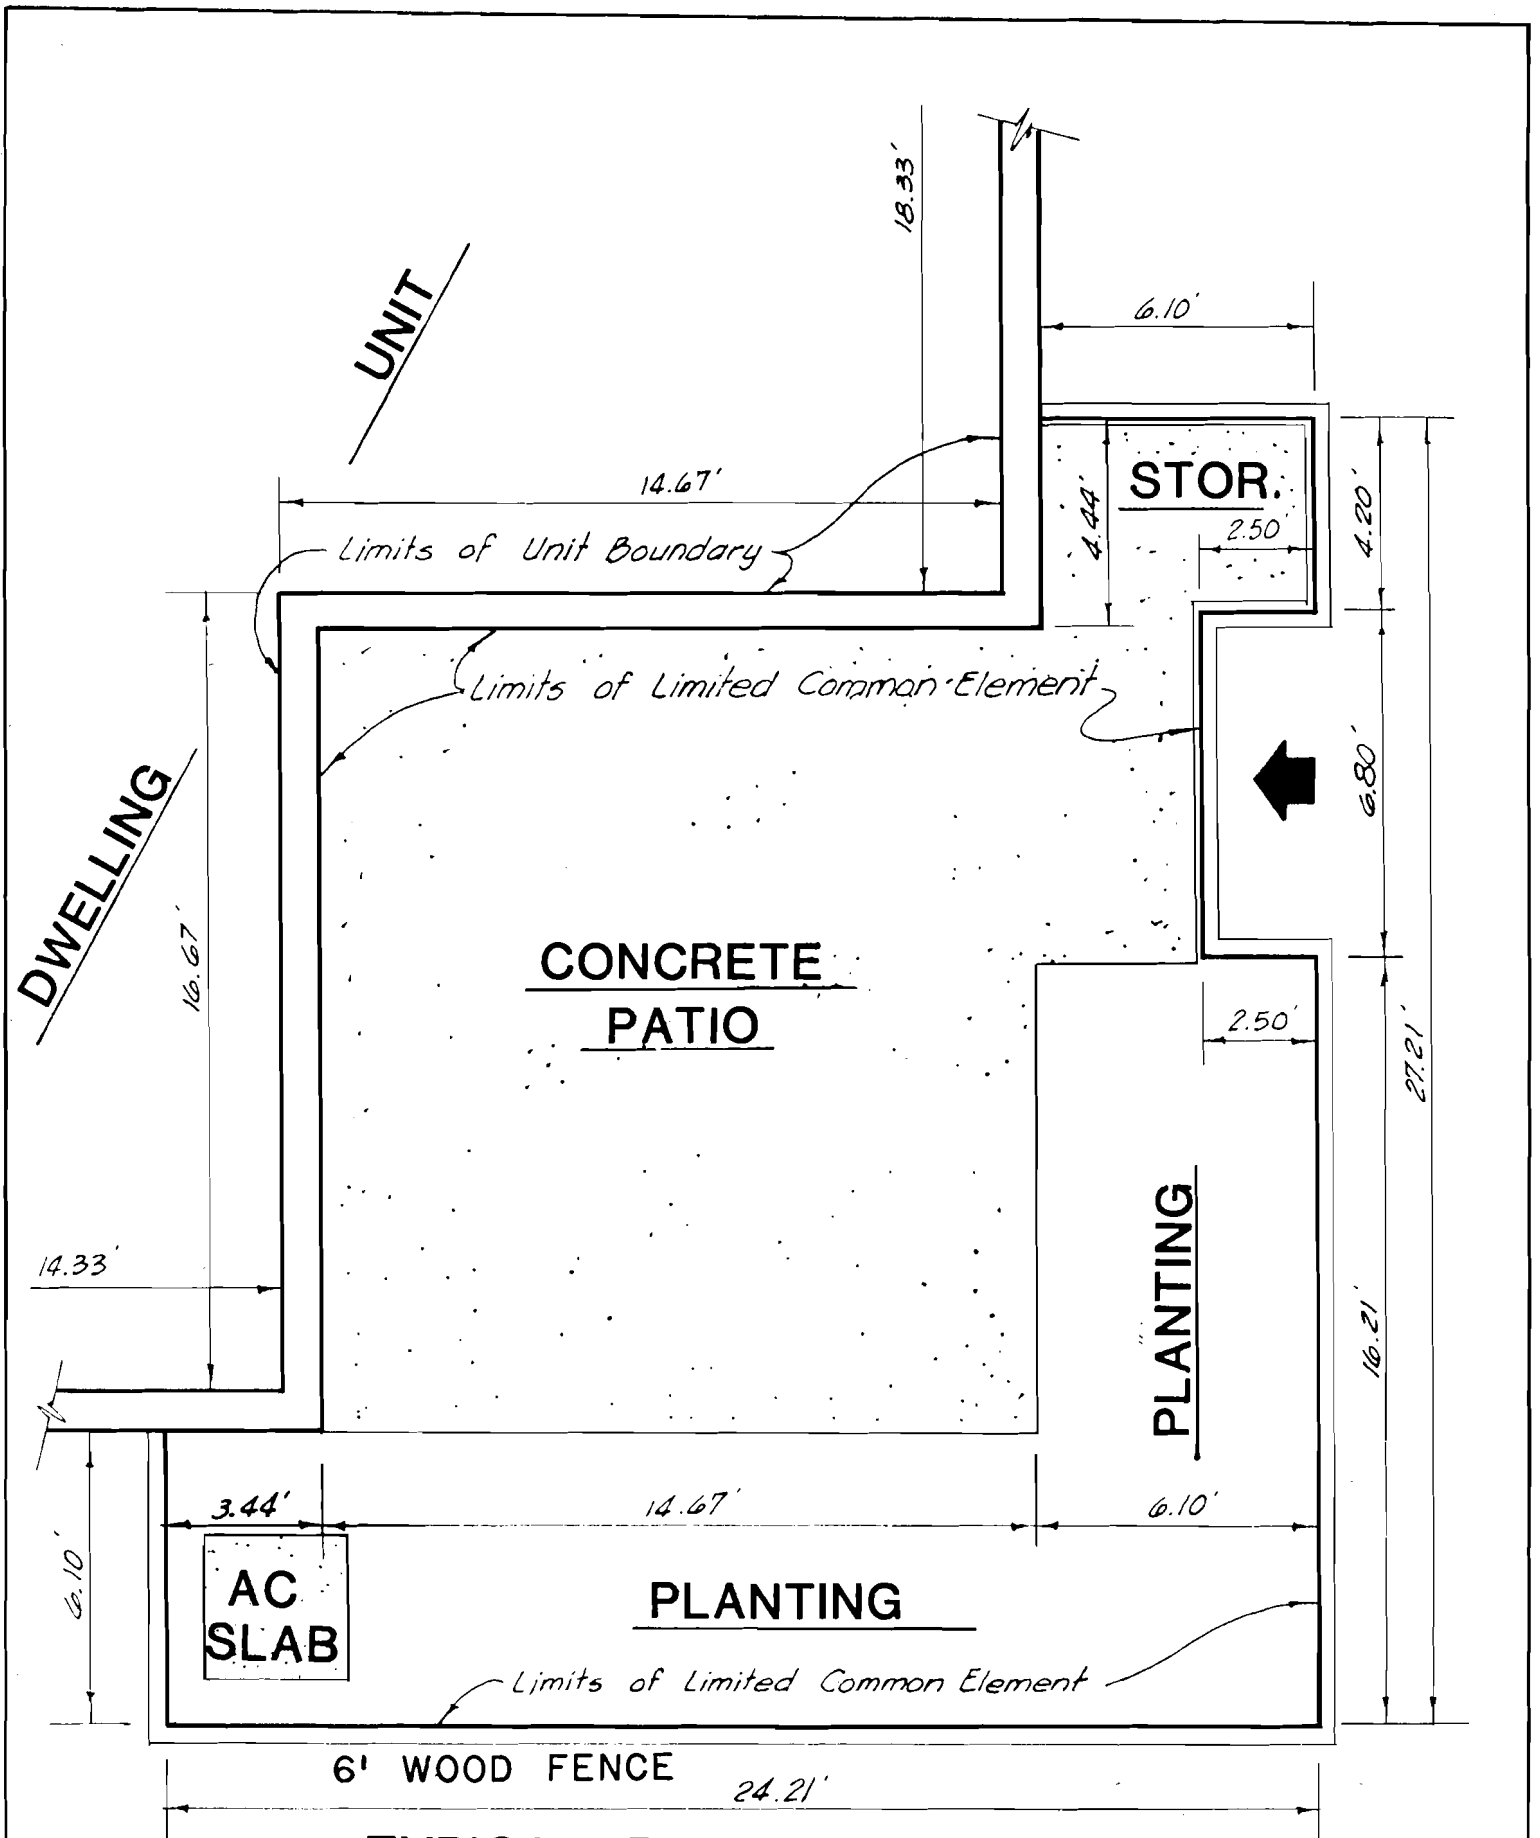 18.33'
6.10'
UNIT
STOR.
14.67'
4.44'
2.50'
4.20'
Limits of Unit Boundary
Limits of Limited Common Element
6.80'
DWELLING
16.67'
CONCRETE
PATIO
2.50'
27.21'
14.33'
PLANTING
16.21'
3.44'
14.67'
6.10'
6.10'
AC
SLAB
PLANTING
Limits of Limited Common Element
6' WOOD FENCE
24.21'